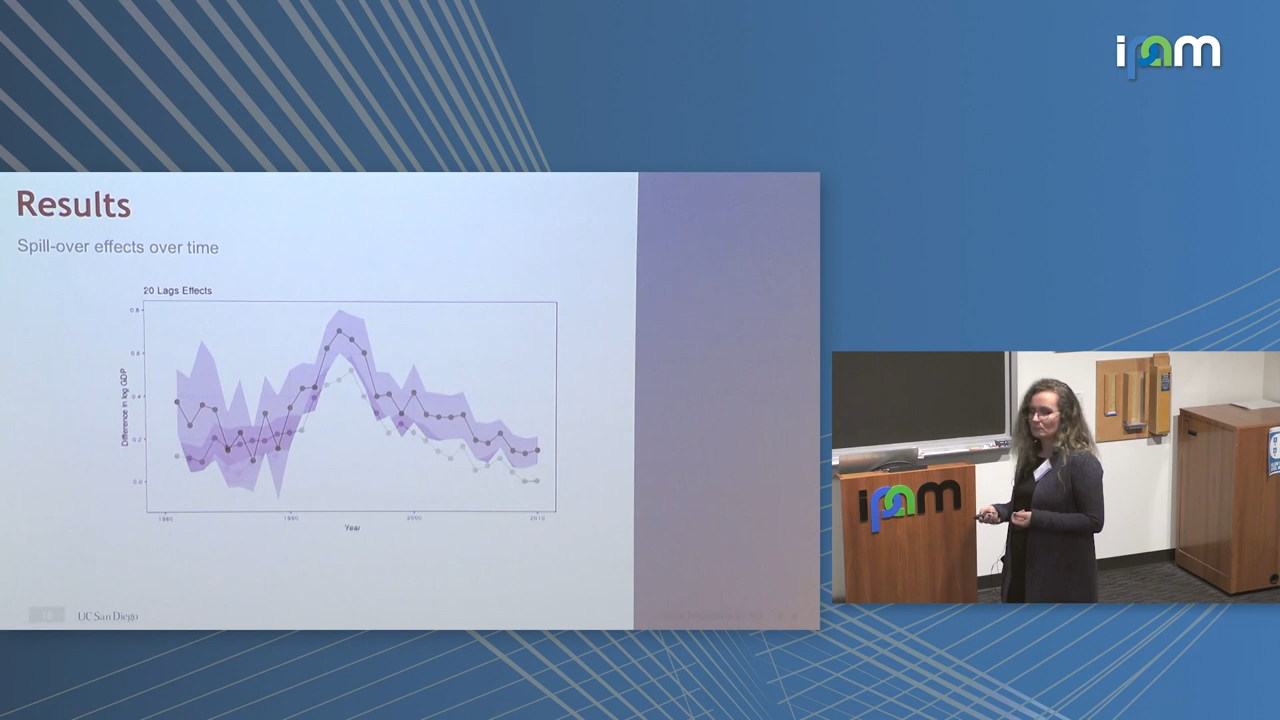 ipam
Results
Spill-over effects over time
20 Lags Effects
0.8
0.6
0.4
0.2
0.0
Difference in log GDP
1980
1990
2000
2010
Year
UC San Diego
ipam